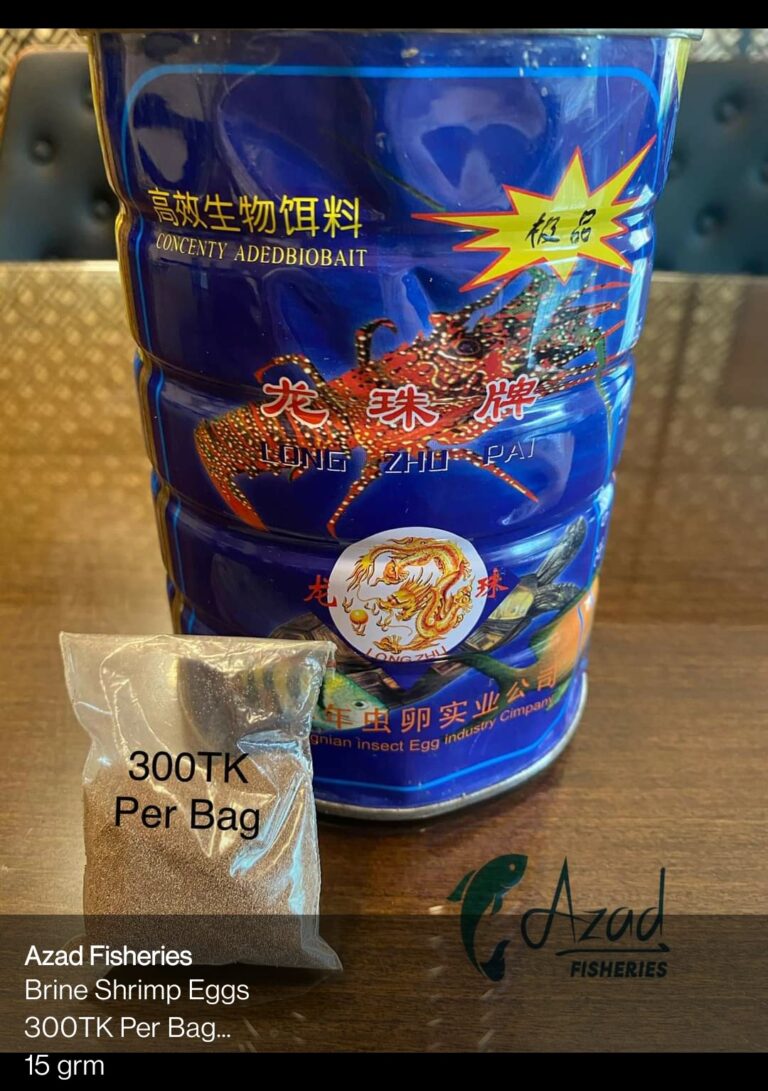 高效生物饵料
CONCENTY ADEDBIOBAIT
极品
龙珠牌
LONG ZHU PAI
龙 珠
LONG ZHU
年虫卵实业公司
gnian insect Egg industry Cimpany
300TK
Per Bag
Azad
FISHERIES
Azad Fisheries
Brine Shrimp Eggs
300TK Per Bag...
15 grm